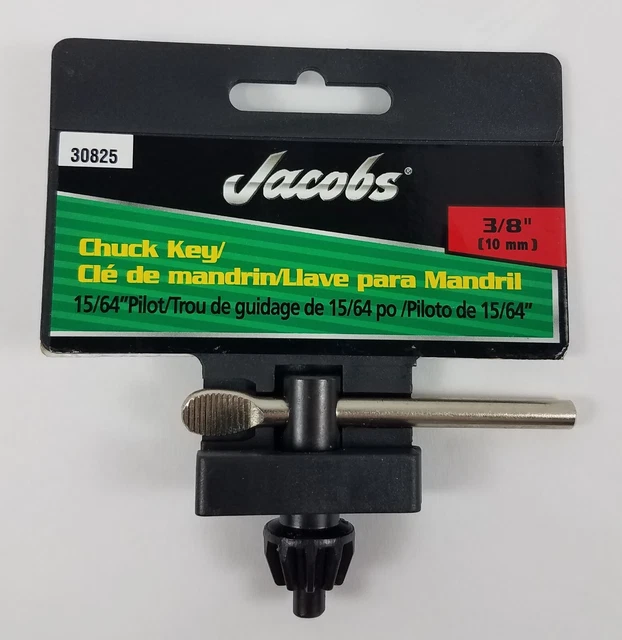 30825
Jacobs®
3/8"
(10 mm)
Chuck Key/
Clé de mandrin/Llave para Mandril
15/64"Pilot/Trou de guidage de 15/64 po /Piloto de 15/64"